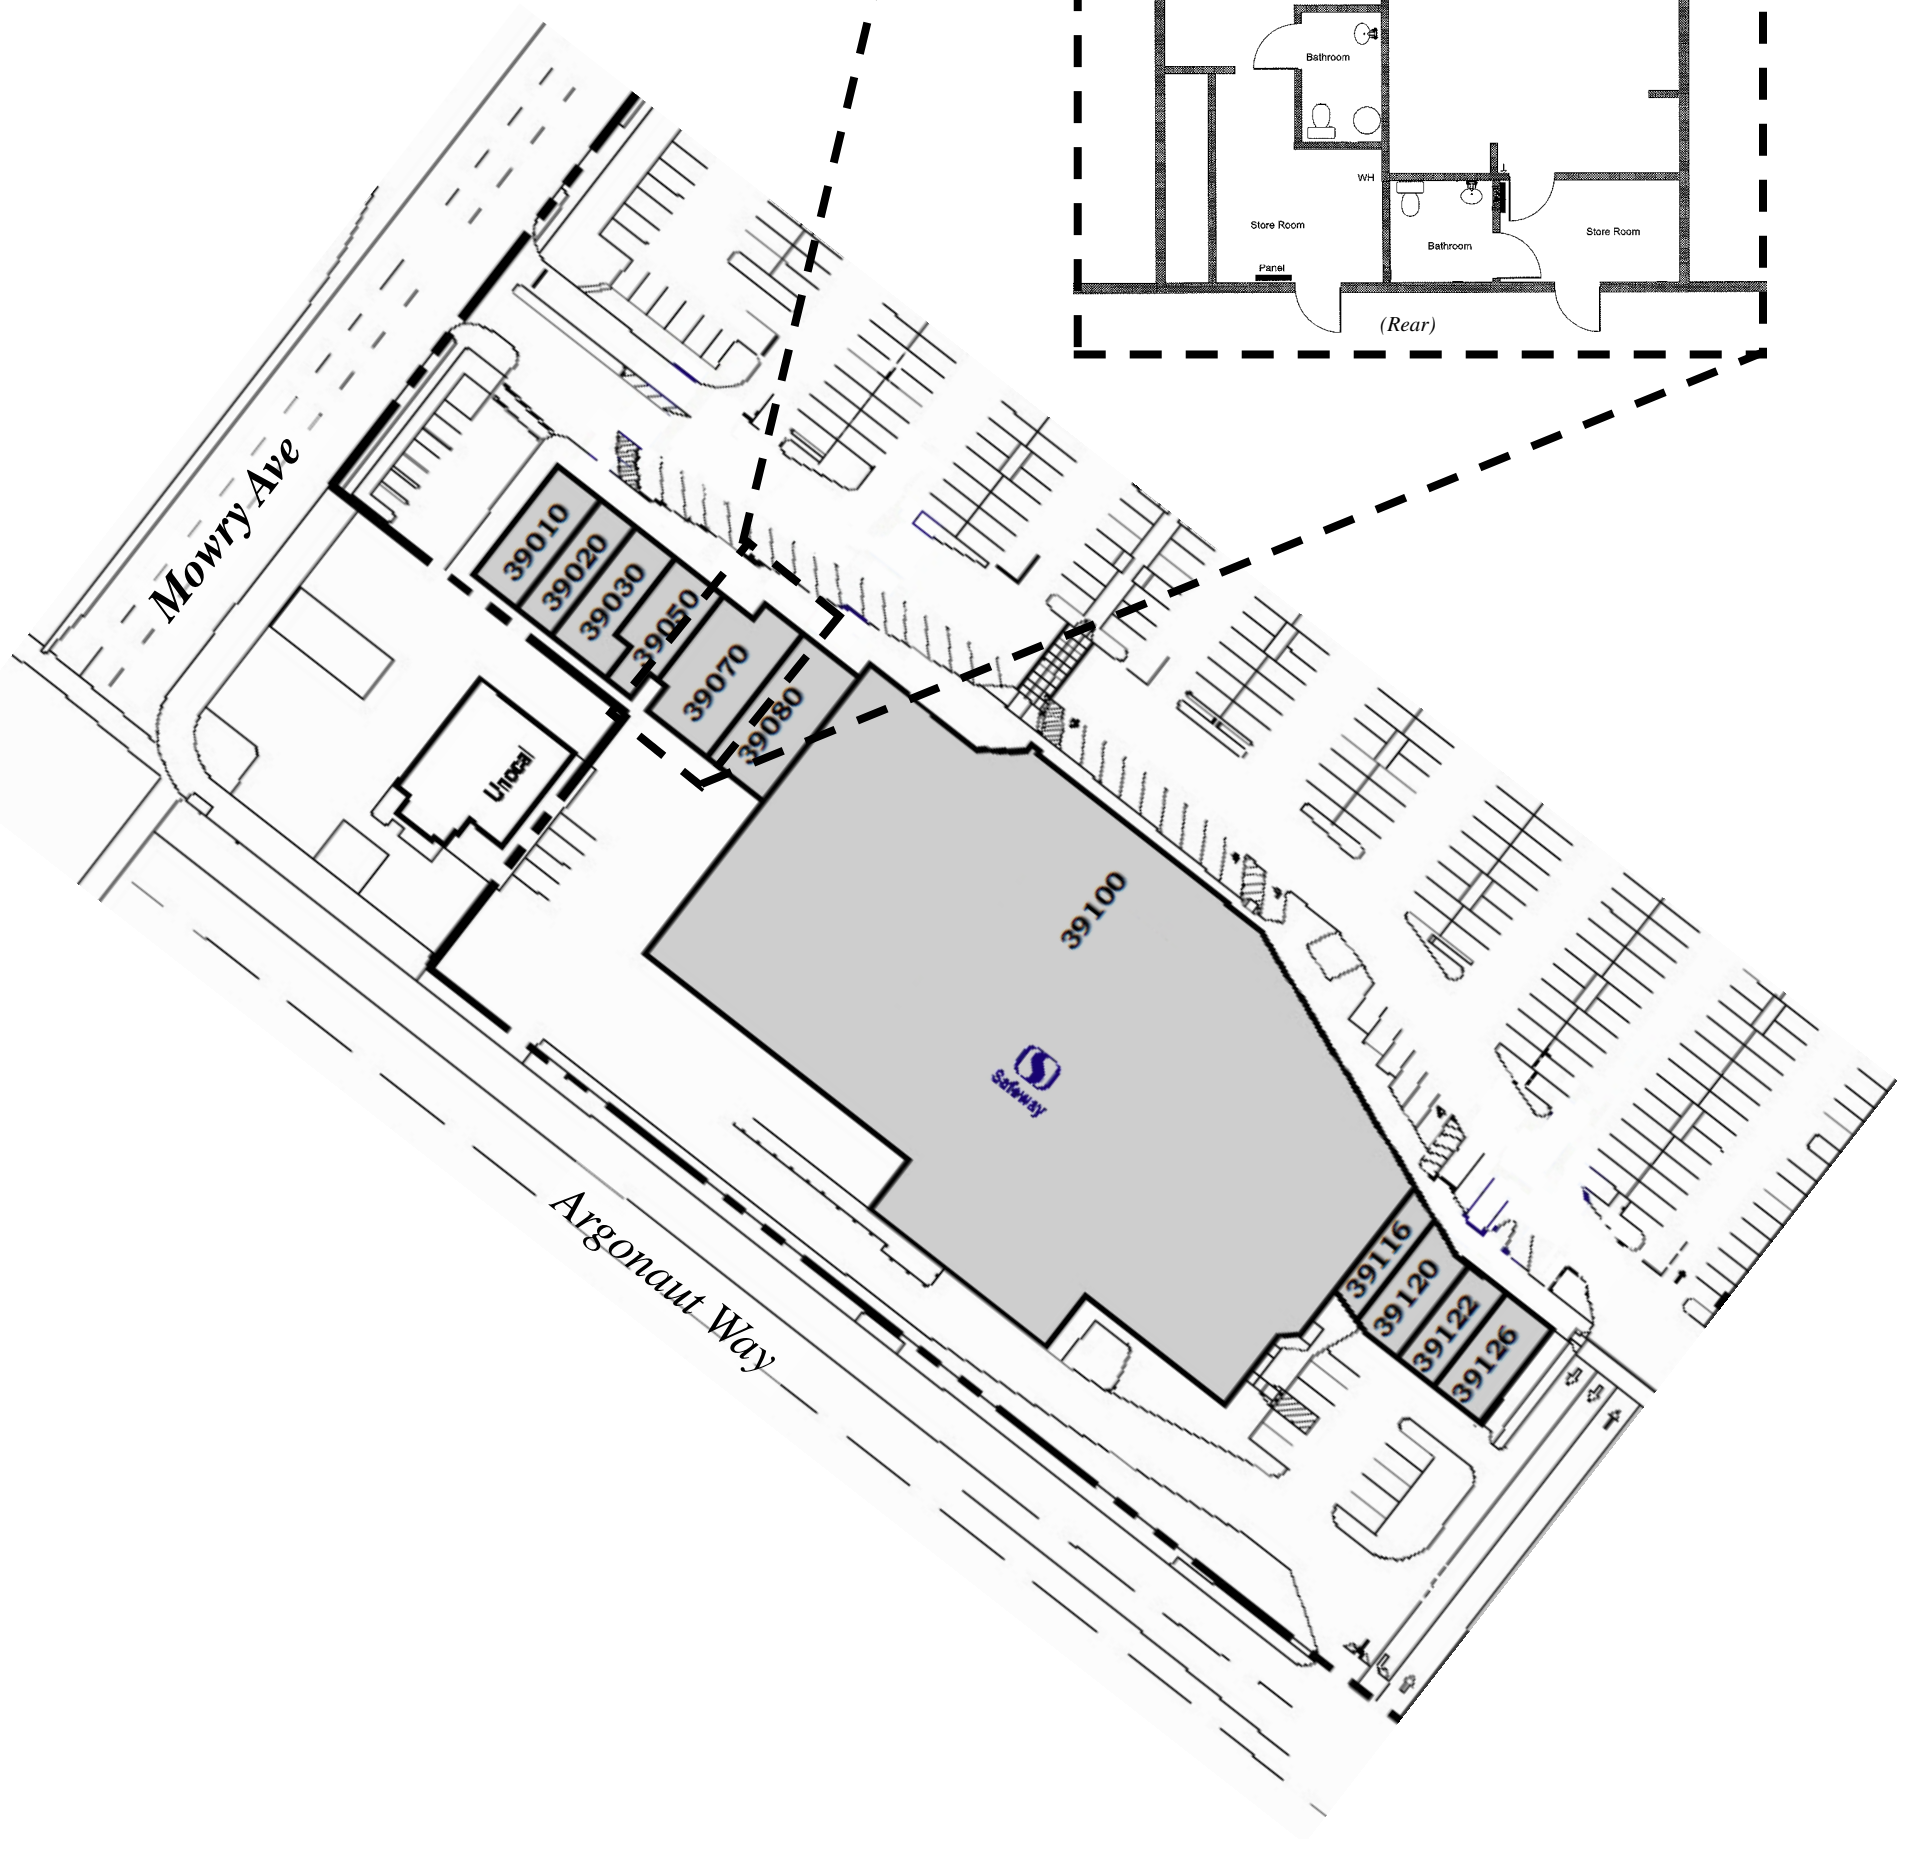 Bathroom
WH
Store Room
Bathroom
Store Room
Panel
(Rear)
Mowry Ave
39010
39020
39030
39050
39070
39080
Unocal
39100
Safeway
39116
39120
39122
39126
Argonaut Way